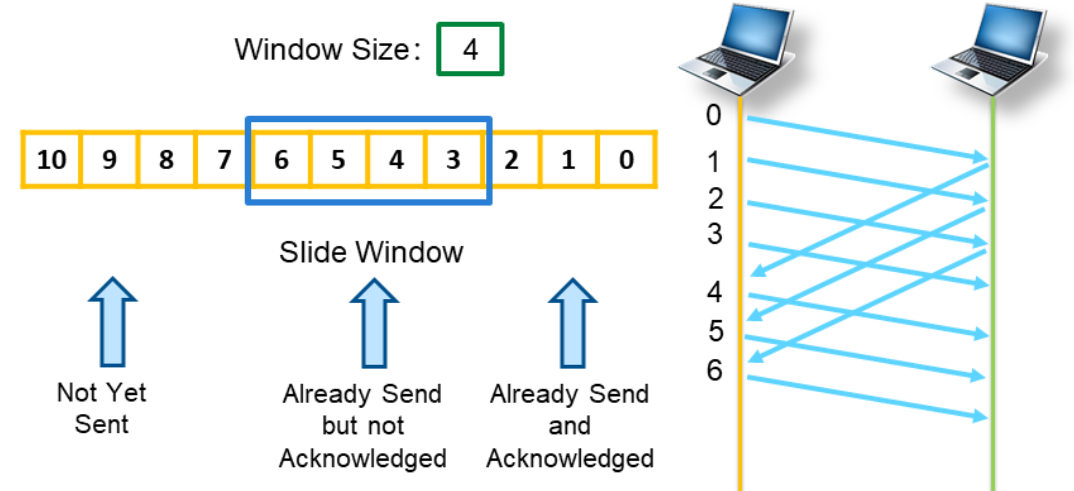 Window Size: 4
10 9 8 7 6 5 4 3 2 1 0
Slide Window
Not Yet
Sent
Already Send
but not
Acknowledged
Already Send
and
Acknowledged
0
1
2
3
4
5
6